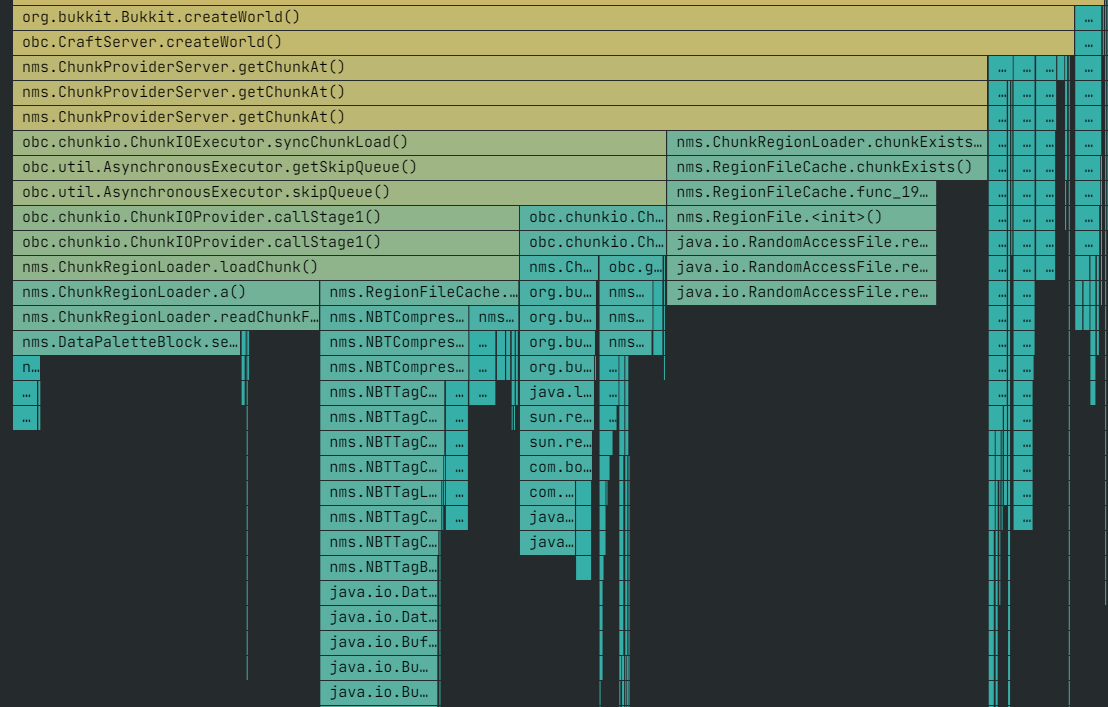 org.bukkit.Bukkit.createWorld() …
obc.CraftServer.createWorld() …
nms.ChunkProviderServer.getChunkAt() … … … …
nms.ChunkProviderServer.getChunkAt() … … … …
nms.ChunkProviderServer.getChunkAt() … … … …
obc.chunkio.ChunkIOExecutor.syncChunkLoad() nms.ChunkRegionLoader.chunkExists… … … … …
obc.util.AsynchronousExecutor.getSkipQueue() nms.RegionFileCache.chunkExists() … … … …
obc.util.AsynchronousExecutor.skipQueue() nms.RegionFileCache.func_19… … … … …
obc.chunkio.ChunkIOProvider.callStage1() obc.chunkio.Ch… nms.RegionFile.<init>() … … … …
obc.chunkio.ChunkIOProvider.callStage1() obc.chunkio.Ch… java.io.RandomAccessFile.re… … … … …
nms.ChunkRegionLoader.loadChunk() nms.Ch… obc.g… java.io.RandomAccessFile.re… … … …
nms.ChunkRegionLoader.a() nms.RegionFileCache.… org.bu… nms… java.io.RandomAccessFile.re… … …
nms.ChunkRegionLoader.readChunkF… nms.NBTCompres… nms… org.bu… nms… … …
nms.DataPaletteBlock.se… nms.NBTCompres… … org.bu… nms… … …
n… nms.NBTCompres… … org.bu… … … …
… nms.NBTTagC… … … java.l… … … …
… nms.NBTTagC… … sun.re… … … …
nms.NBTTagC… … sun.re… …
nms.NBTTagC… … com.bo… …
nms.NBTTagL… … com.… …
nms.NBTTagC… … java… …
nms.NBTTagC… java…
nms.NBTTagB…
java.io.Dat…
java.io.Dat…
java.io.Buf…
java.io.Bu…
java.io.Bu…